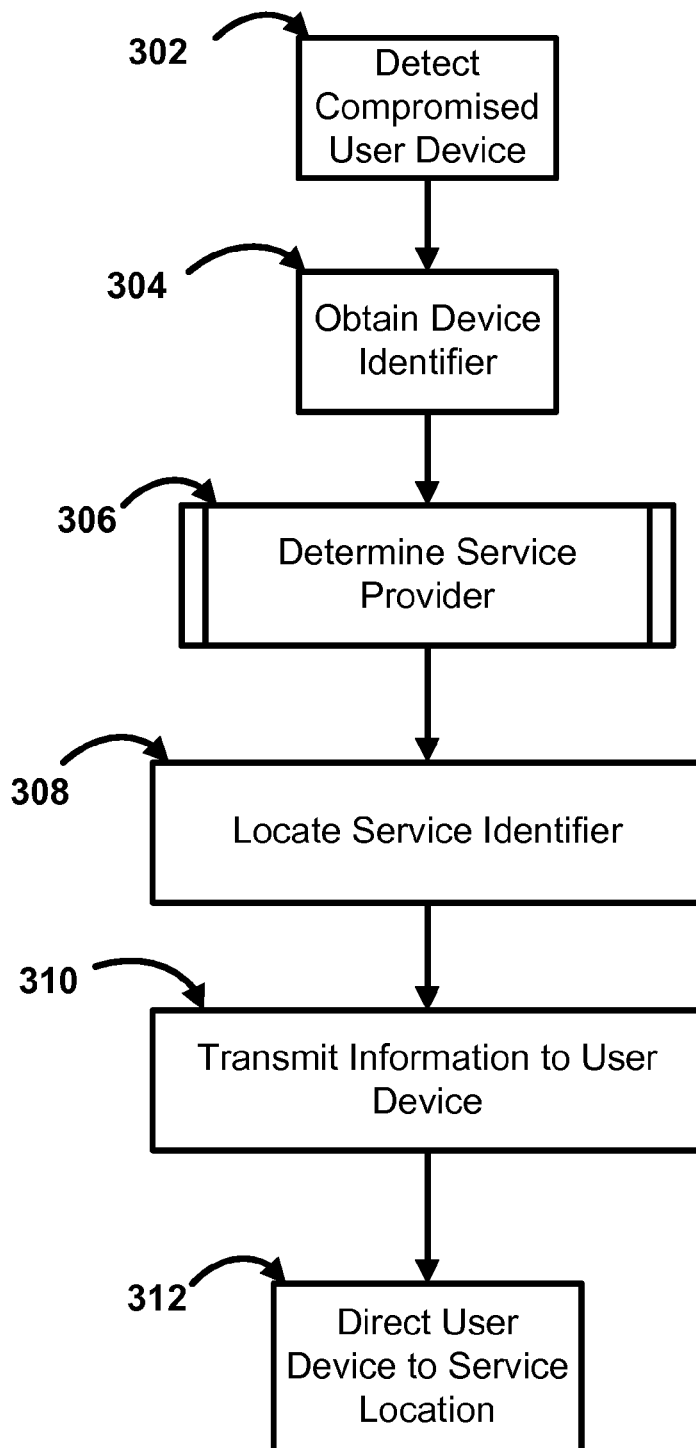 302
Detect
Compromised
User Device
304
Obtain Device
Identifier
306
Determine Service
Provider
308
Locate Service Identifier
310
Transmit Information to User
Device
312
Direct User
Device to Service
Location